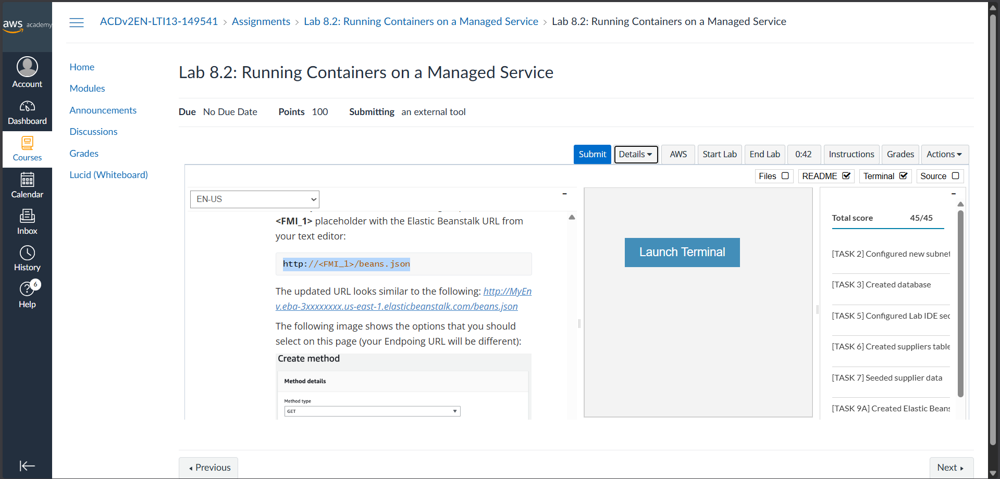 aws academy
ACDv2EN-LTI13-149541 > Assignments > Lab 8.2: Running Containers on a Managed Service > Lab 8.2: Running Containers on a Managed Service
Account
Dashboard
Courses
Calendar
Inbox
History
6
Help
Home
Modules
Announcements
Discussions
Grades
Lucid (Whiteboard)
Lab 8.2: Running Containers on a Managed Service
Due No Due Date Points 100 Submitting an external tool
Submit Details AWS Start Lab End Lab 0:42 Instructions Grades Actions
Files README Terminal Source
EN-US
<FMI_1> placeholder with the Elastic Beanstalk URL from
your text editor:
http://<FMI_1>/beans.json
The updated URL looks similar to the following: http://MyEn
v.eba-3xxxxxxxx.us-east-1.elasticbeanstalk.com/beans.json
The following image shows the options that you should
select on this page (your Endpoing URL will be different):
Create method
Method details
Method type
GET
Launch Terminal
Total score 45/45
[TASK 2] Configured new subnet
[TASK 3] Created database
[TASK 5] Configured Lab IDE sec
[TASK 6] Created suppliers table
[TASK 7] Seeded supplier data
[TASK 9A] Created Elastic Beans
Previous
Next